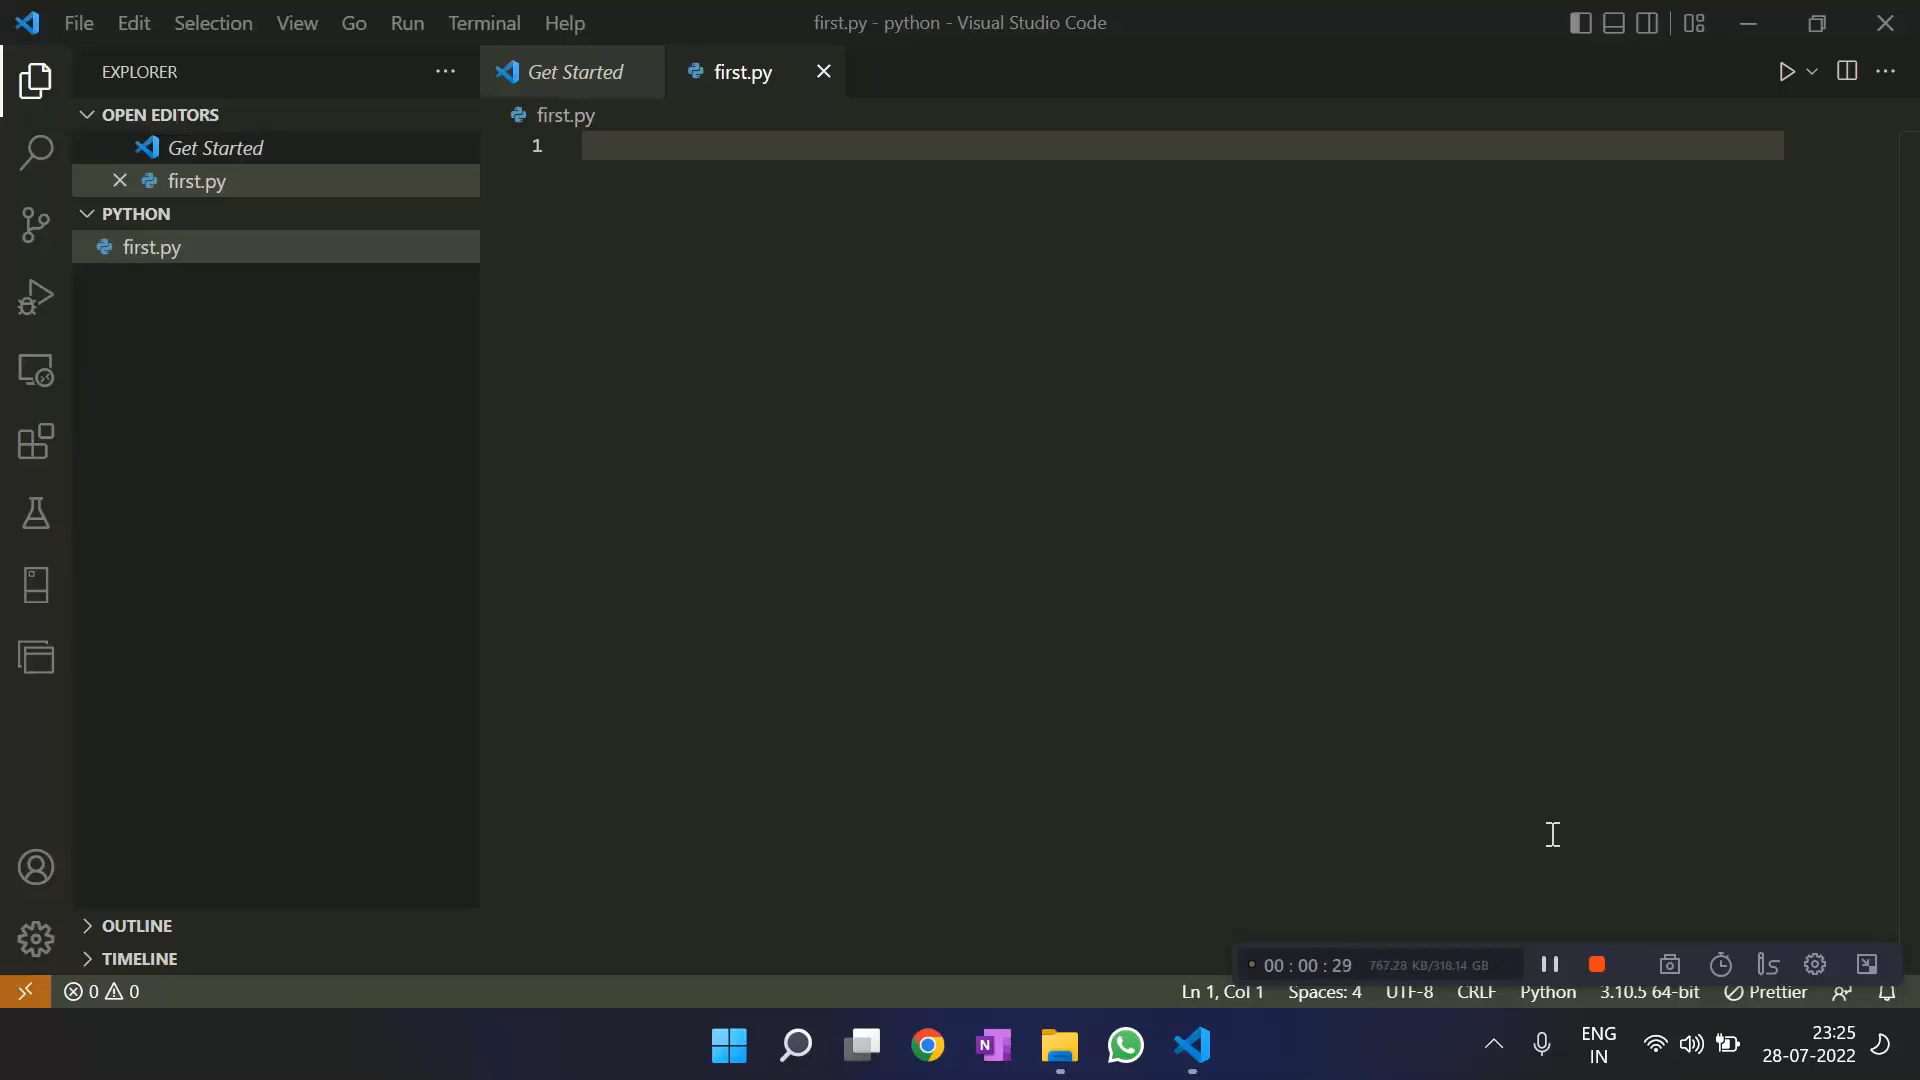 File Edit Selection View Go Run Terminal Help
first.py - python - Visual Studio Code
EXPLORER
Get Started
first.py
OPEN EDITORS
Get Started
first.py
PYTHON
first.py
first.py
1
OUTLINE
TIMELINE
00 : 00 : 29 767.28 KB/318.14 GB
0 0
Ln 1, Col 1 Spaces: 4 UTF-8 CRLF Python 3.10.5 64-bit Prettier
N
ENG
IN
23:25
28-07-2022